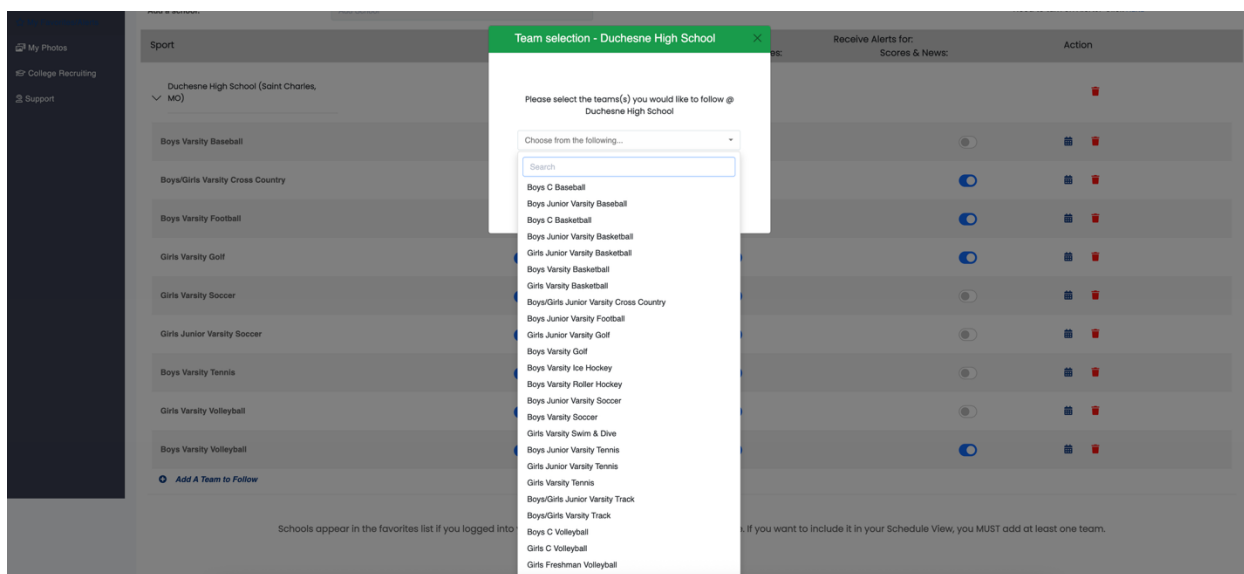 Add a school:
My Photos
College Recruiting
Support
Sport
Receive Alerts for:
Scores & News:
Action
Duchesne High School (Saint Charles,
MO)
Boys Varsity Baseball
Boys/Girls Varsity Cross Country
Boys Varsity Football
Girls Varsity Golf
Girls Varsity Soccer
Girls Junior Varsity Soccer
Boys Varsity Tennis
Girls Varsity Volleyball
Boys Varsity Volleyball
Add A Team to Follow
Team selection - Duchesne High School
Please select the teams(s) you would like to follow @
Duchesne High School
Choose from the following...
Search
Boys C Baseball
Boys Junior Varsity Baseball
Boys C Basketball
Boys Junior Varsity Basketball
Girls Junior Varsity Basketball
Boys Varsity Basketball
Girls Varsity Basketball
Boys/Girls Junior Varsity Cross Country
Boys Junior Varsity Football
Girls Junior Varsity Golf
Boys Varsity Golf
Boys Varsity Ice Hockey
Boys Varsity Roller Hockey
Boys Junior Varsity Soccer
Boys Varsity Soccer
Girls Varsity Swim & Dive
Boys Junior Varsity Tennis
Girls Junior Varsity Tennis
Girls Varsity Tennis
Boys/Girls Junior Varsity Track
Boys/Girls Varsity Track
Boys C Volleyball
Girls C Volleyball
Girls Freshman Volleyball
Schools appear in the favorites list if you logged into
. If you want to include it in your Schedule View, you MUST add at least one team.